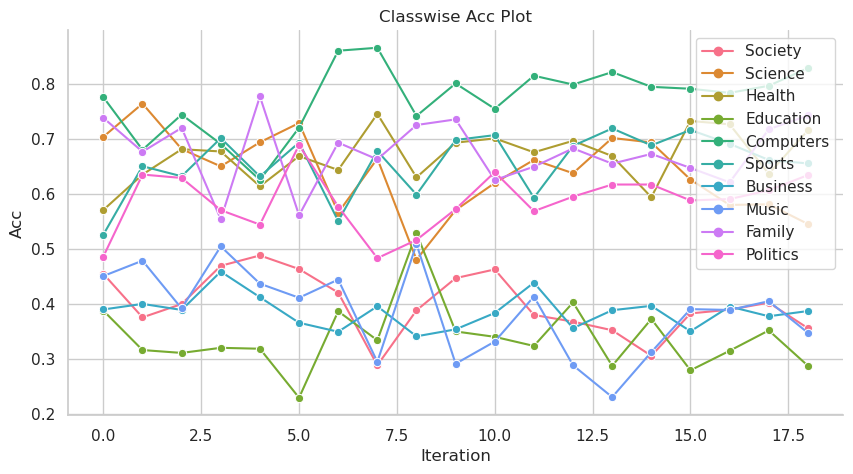 Classwise Acc Plot
Society
Science
Health
Education
Computers
Sports
Business
Music
Family
Politics
Acc
0.8
0.7
0.6
0.5
0.4
0.3
0.2
0.0 2.5 5.0 7.5 10.0 12.5 15.0 17.5
Iteration